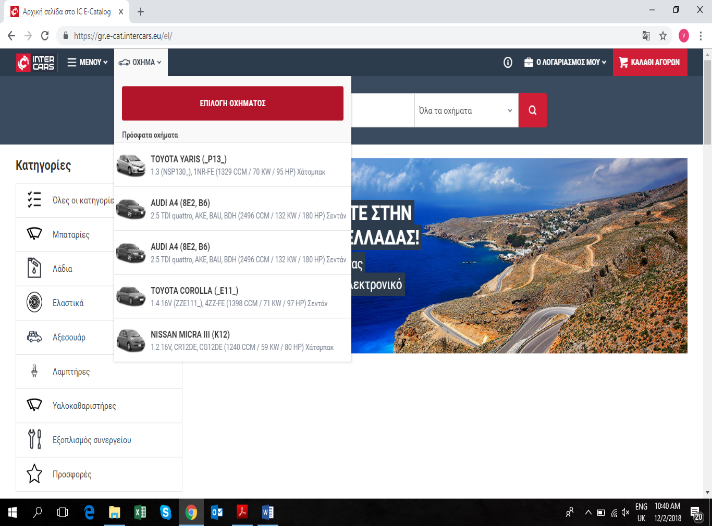 Αρχική σελίδα στο IC E-Catalog
https://gr.e-cat.intercars.eu/el/
INTER CARS
ΜΕΝΟΥ
ΟΧΗΜΑ
Ο ΛΟΓΑΡΙΑΣΜΟΣ ΜΟΥ
ΚΑΛΑΘΙ ΑΓΟΡΩΝ
ΕΠΙΛΟΓΗ ΟΧΗΜΑΤΟΣ
Όλα τα οχήματα
Πρόσφατα οχήματα
TOYOTA YARIS (_P13_)
1.3 (NSP130_), 1NR-FE (1329 CCM / 70 KW / 95 HP) Χάτσμπακ
AUDI A4 (8E2, B6)
2.5 TDI quattro, AKE, BAU, BDH (2496 CCM / 132 KW / 180 HP) Σεντάν
AUDI A4 (8E2, B6)
2.5 TDI quattro, AKE, BAU, BDH (2496 CCM / 132 KW / 180 HP) Σεντάν
TOYOTA COROLLA (_E11_)
1.4 16V (ZZE111_), 4ZZ-FE (1398 CCM / 71 KW / 97 HP) Σεντάν
NISSAN MICRA III (K12)
1.2 16V, CR12DE, CG12DE (1240 CCM / 59 KW / 80 HP) Χάτσμπακ
Κατηγορίες
Όλες οι κατηγορίε
Μπαταρίες
Λάδια
Ελαστικά
Αξεσουάρ
Λαμπτήρες
Υαλοκαθαριστήρες
Εξοπλισμός συνεργείου
Προσφορές
ΤΕ ΣΤΗΝ
ΕΛΛΑΔΑΣ!
ας
λεκτρονικό
ENG
UK
10:40 AM
12/2/2018
20